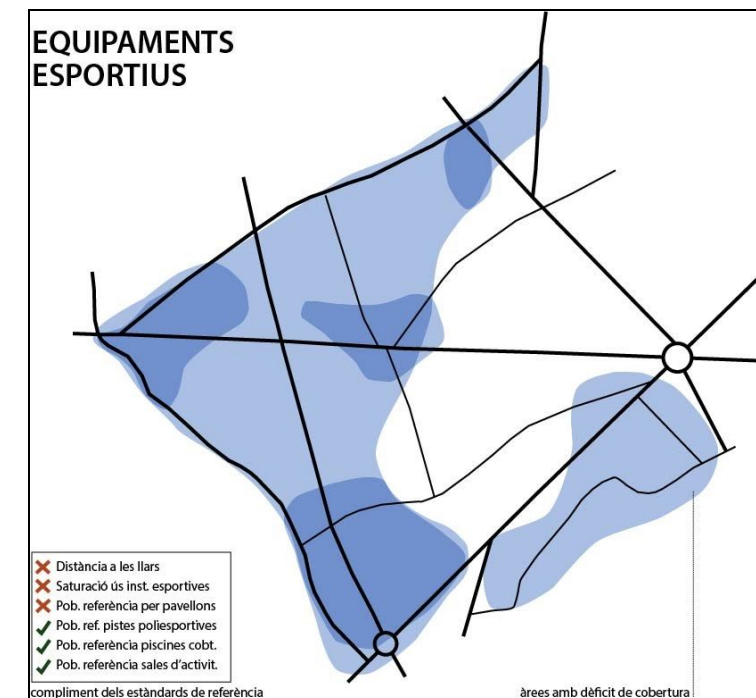 EQUIPAMENTS
ESPORTIUS
Distància a les llars
Saturació ús inst. esportives
Pob. referència per pavellons
Pob. ref. pistes poliesportives
Pob. referència piscines cobt.
Pob. referència sales d'activit.
compliment dels estàndards de referència
àrees amb dèficit de cobertura